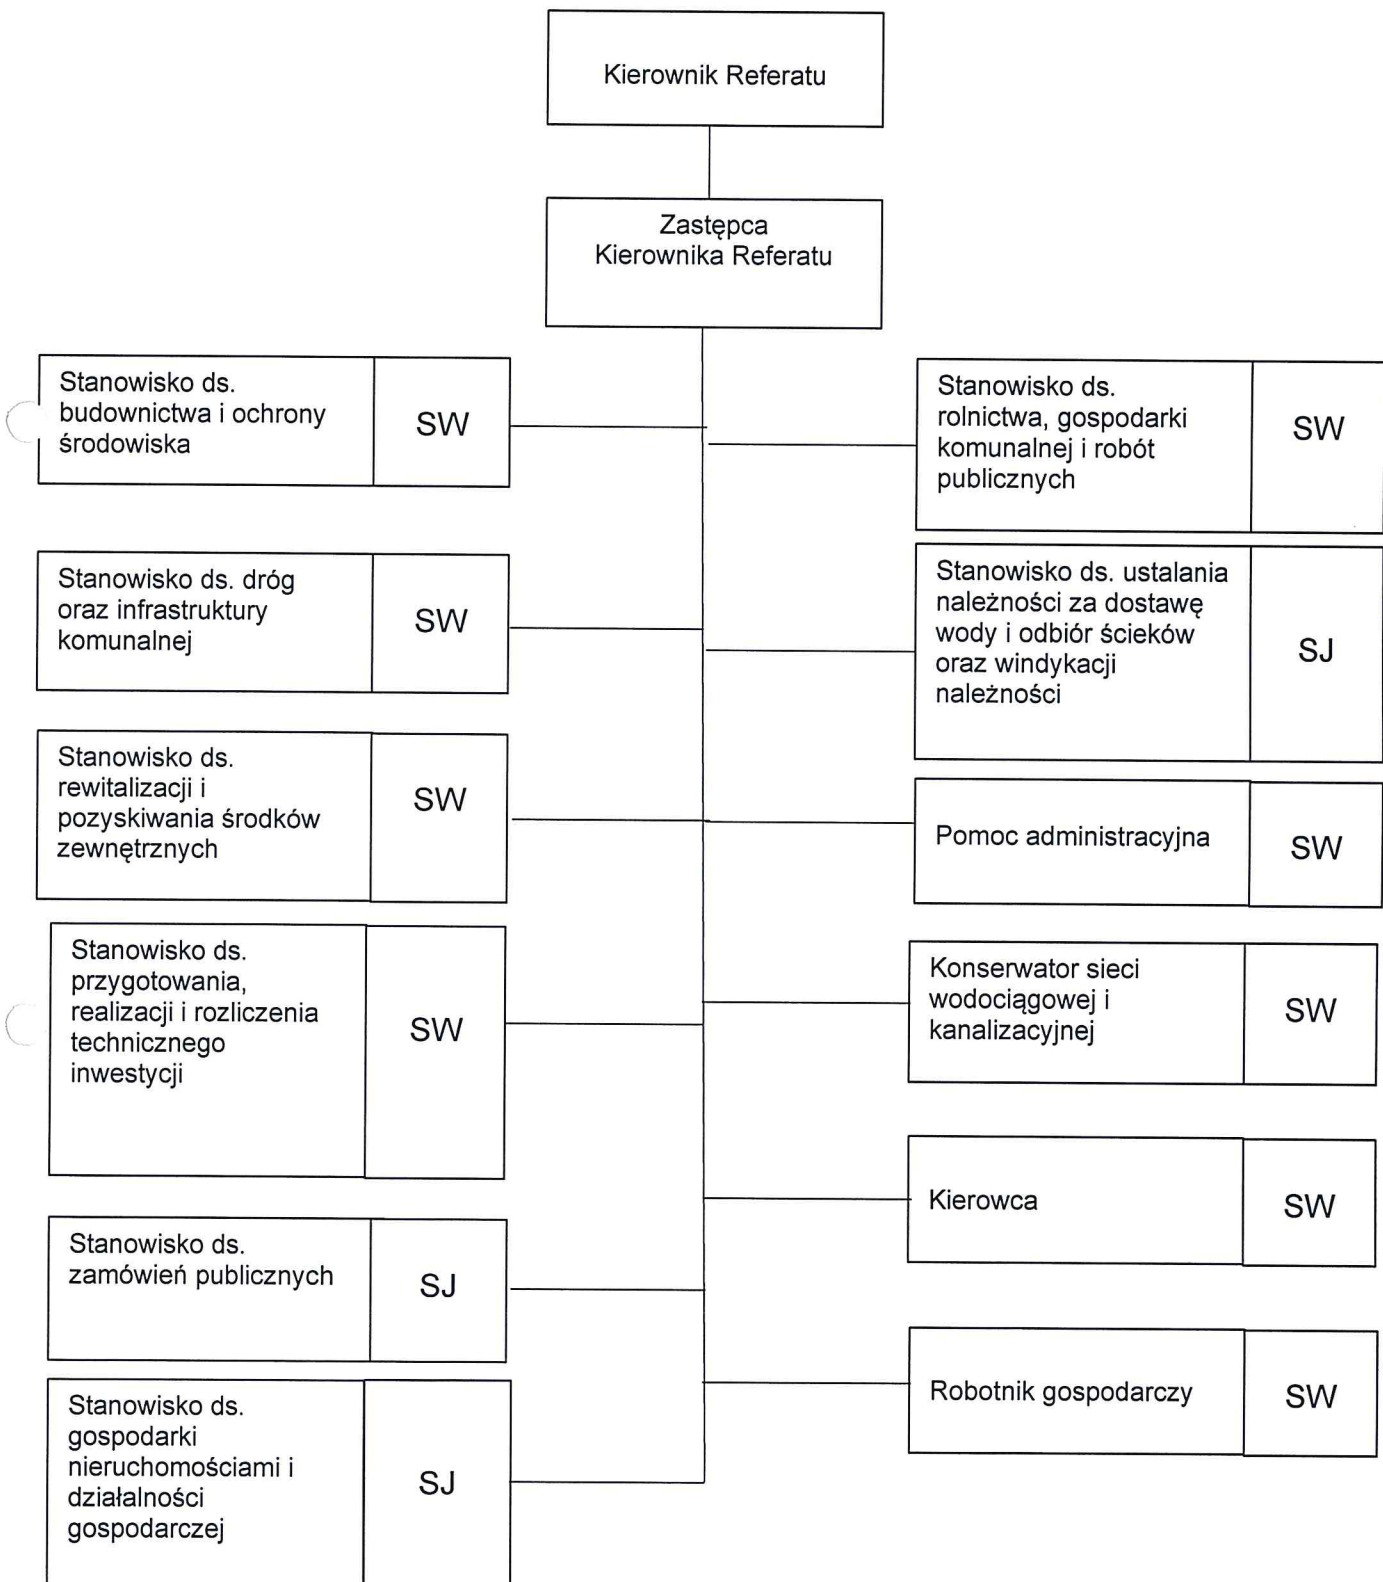 Kierownik Referatu
Zastępca
Kierownika Referatu
Stanowisko ds.
budownictwa i ochrony
środowiska
SW
Stanowisko ds. dróg
oraz infrastruktury
komunalnej
SW
Stanowisko ds.
rewitalizacji i
pozyskiwania środków
zewnętrznych
SW
Stanowisko ds.
przygotowania,
realizacji i rozliczenia
technicznego
inwestycji
SW
Stanowisko ds.
zamówień publicznych
SJ
Stanowisko ds.
gospodarki
nieruchomościami i
działalności
gospodarczej
SJ
Stanowisko ds.
rolnictwa, gospodarki
komunalnej i robót
publicznych
SW
Stanowisko ds. ustalania
należności za dostawę
wody i odbiór ścieków
oraz windykacji
należności
SJ
Pomoc administracyjna
SW
Konserwator sieci
wodociągowej i
kanalizacyjnej
SW
Kierowca
SW
Robotnik gospodarczy
SW